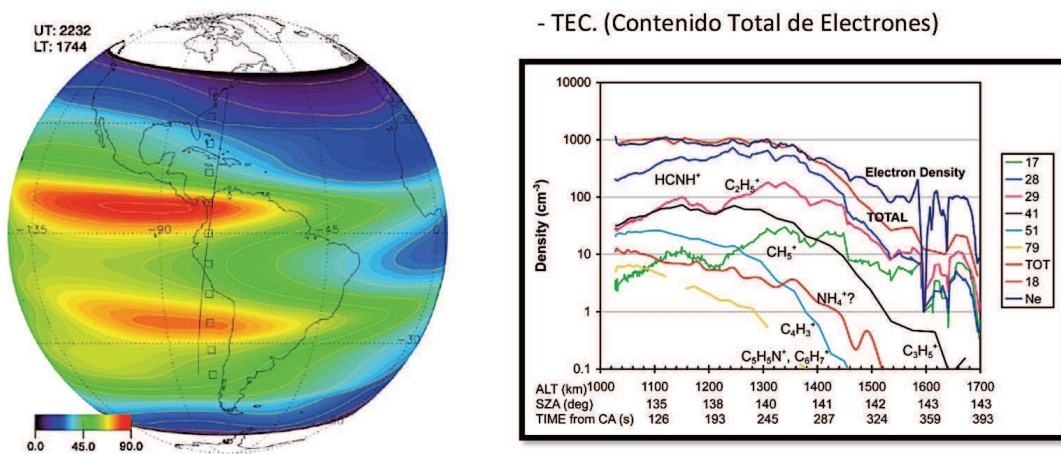 UT: 2232
LT: 1744
- TEC. (Contenido Total de Electrones)
60
30
-135
-90
0
-30
-60
0.0 45.0 90.0
10000
1000
100
10
1
0.1
Density (cm-3)
HCNH+
C2H5+
CH5+
NH4+?
C4H3+
C5H5N+, C6H7+
C3H5+
Electron Density
TOTAL
17
28
29
41
51
79
TOT
18
Ne
1000 1100 1200 1300 1400 1500 1600 1700
ALT (km)
SZA (deg) 135 138 140 141 142 143 143
TIME from CA (s) 126 193 245 287 324 359 393